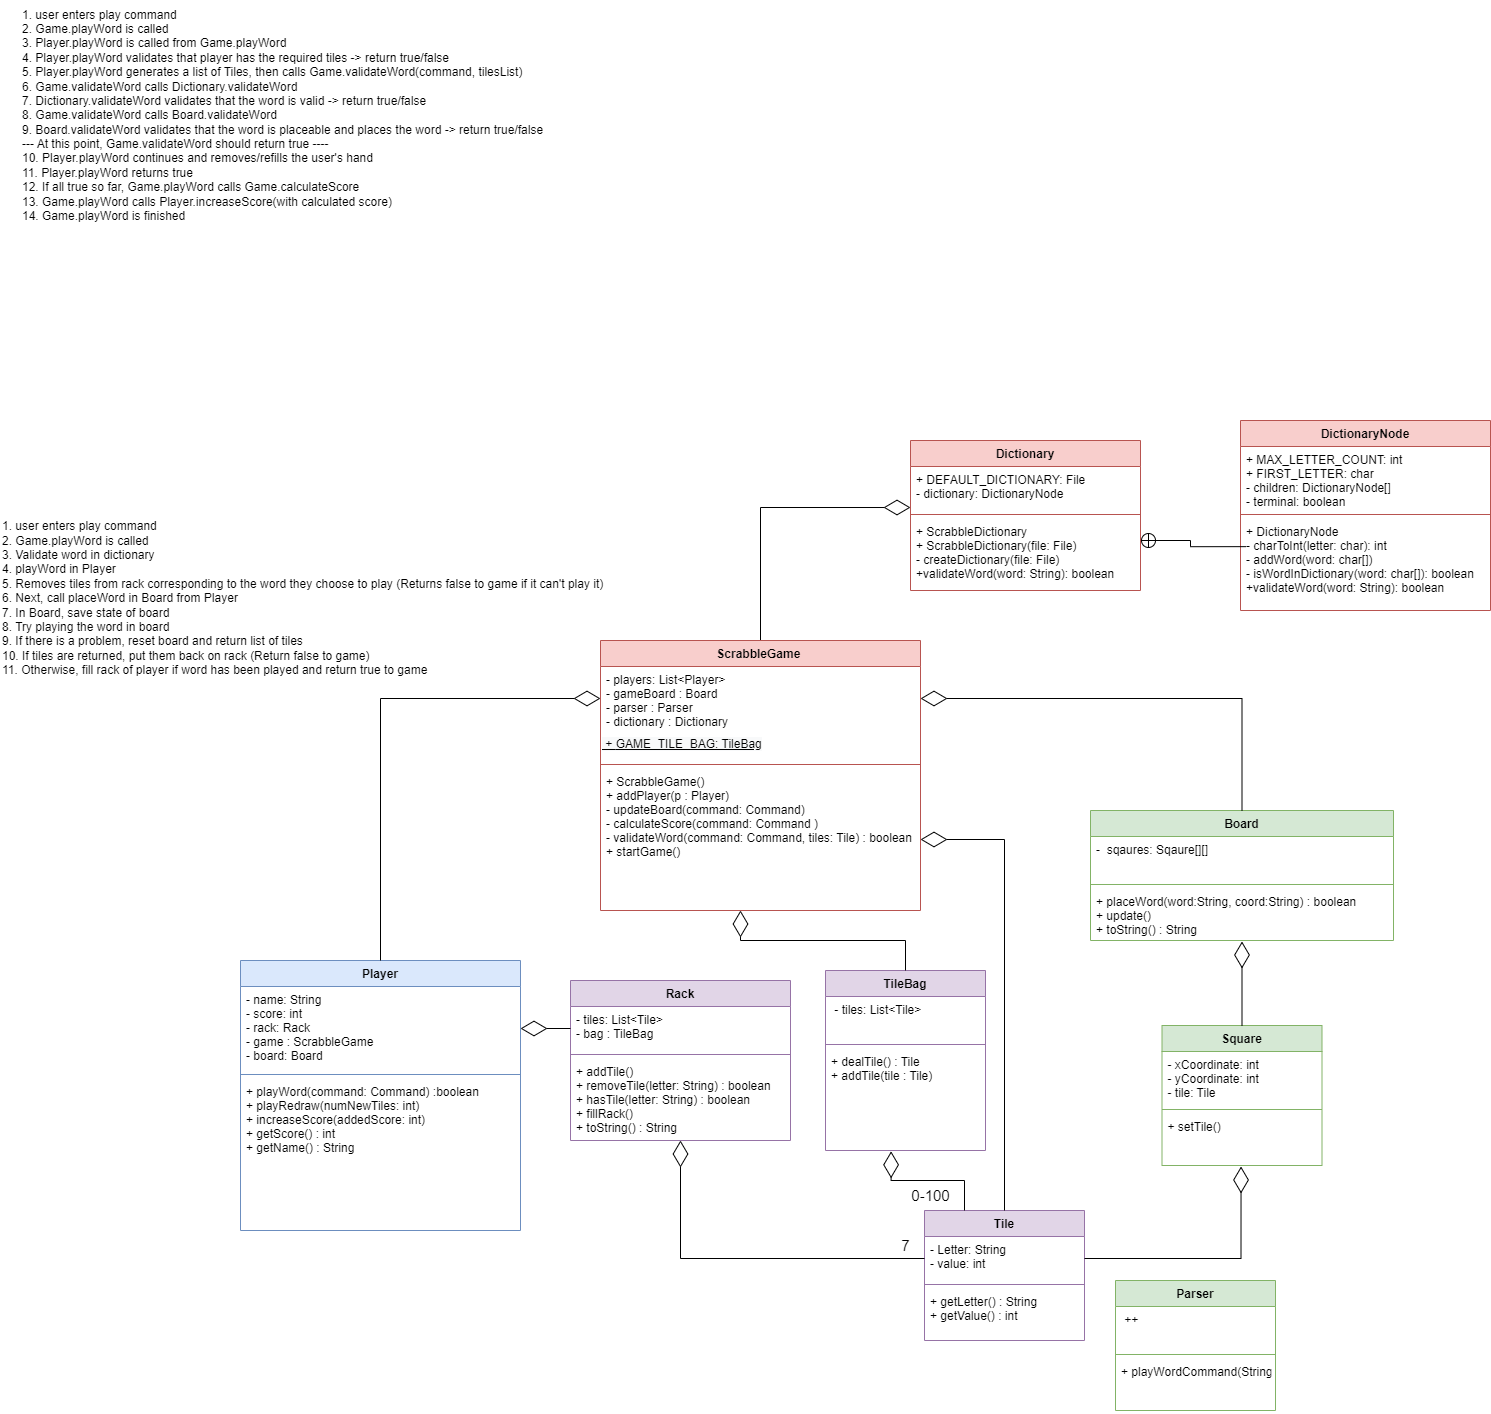 1. user enters play command
2. Game.playWord is called
3. Player.playWord is called from Game.playWord
4. Player.playWord validates that player has the required tiles -> return true/false
5. Player.playWord generates a list of Tiles, then calls Game.validateWord(command, tilesList)
6. Game.validateWord calls Dictionary.validateWord
7. Dictionary.validateWord validates that the word is valid -> return true/false
8. Game.validateWord calls Board.validateWord
9. Board.validateWord validates that the word is placeable and places the word -> return true/false
--- At this point, Game.validateWord should return true ----
10. Player.playWord continues and removes/refills the user's hand
11. Player.playWord returns true
12. If all true so far, Game.playWord calls Game.calculateScore
13. Game.playWord calls Player.increaseScore(with calculated score)
14. Game.playWord is finished
DictionaryNode
+ MAX_LETTER_COUNT: int
+ FIRST_LETTER: char
- children: DictionaryNode[]
- terminal: boolean
+ DictionaryNode
- charToInt(letter: char): int
- addWord(word: char[])
- isWordInDictionary(word: char[]): boolean
+validateWord(word: String): boolean
Dictionary
+ DEFAULT_DICTIONARY: File
- dictionary: DictionaryNode
+ ScrabbleDictionary
+ ScrabbleDictionary(file: File)
- createDictionary(file: File)
+validateWord(word: String): boolean
1. user enters play command
2. Game.playWord is called
3. Validate word in dictionary
4. playWord in Player
5. Removes tiles from rack corresponding to the word they choose to play (Returns false to game if it can't play it)
6. Next, call placeWord in Board from Player
7. In Board, save state of board
8. Try playing the word in board
9. If there is a problem, reset board and return list of tiles
10. If tiles are returned, put them back on rack (Return false to game)
11. Otherwise, fill rack of player if word has been played and return true to game
ScrabbleGame
- players: List<Player>
- gameBoard : Board
- parser : Parser
- dictionary : Dictionary
+ GAME_TILE_BAG: TileBag
+ ScrabbleGame()
+ addPlayer(p : Player)
- updateBoard(command: Command)
- calculateScore(command: Command )
- validateWord(command: Command, tiles: Tile) : boolean
+ startGame()
Board
- sqaures: Sqaure[][]
+ placeWord(word:String, coord:String) : boolean
+ update()
+ toString() : String
Player
- name: String
- score: int
- rack: Rack
- game : ScrabbleGame
- board: Board
+ playWord(command: Command) :boolean
+ playRedraw(numNewTiles: int)
+ increaseScore(addedScore: int)
+ getScore() : int
+ getName() : String
Rack
- tiles: List<Tile>
- bag : TileBag
+ addTile()
+ removeTile(letter: String) : boolean
+ hasTile(letter: String) : boolean
+ fillRack()
+ toString() : String
TileBag
- tiles: List<Tile>
+ dealTile() : Tile
+ addTile(tile : Tile)
Square
- xCoordinate: int
- yCoordinate: int
- tile: Tile
+ setTile()
0-100
7
Tile
- Letter: String
- value: int
+ getLetter() : String
+ getValue() : int
Parser
++
+ playWordCommand(String